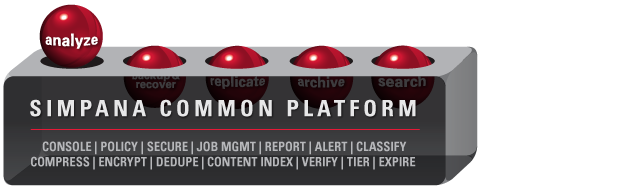 analyze
backup &
recover
replicate
archive
search
SIMPANA COMMON PLATFORM
CONSOLE | POLICY | SECURE | JOB MGMT | REPORT | ALERT | CLASSIFY
COMPRESS | ENCRYPT | DEDUPE | CONTENT INDEX | VERIFY | TIER | EXPIRE